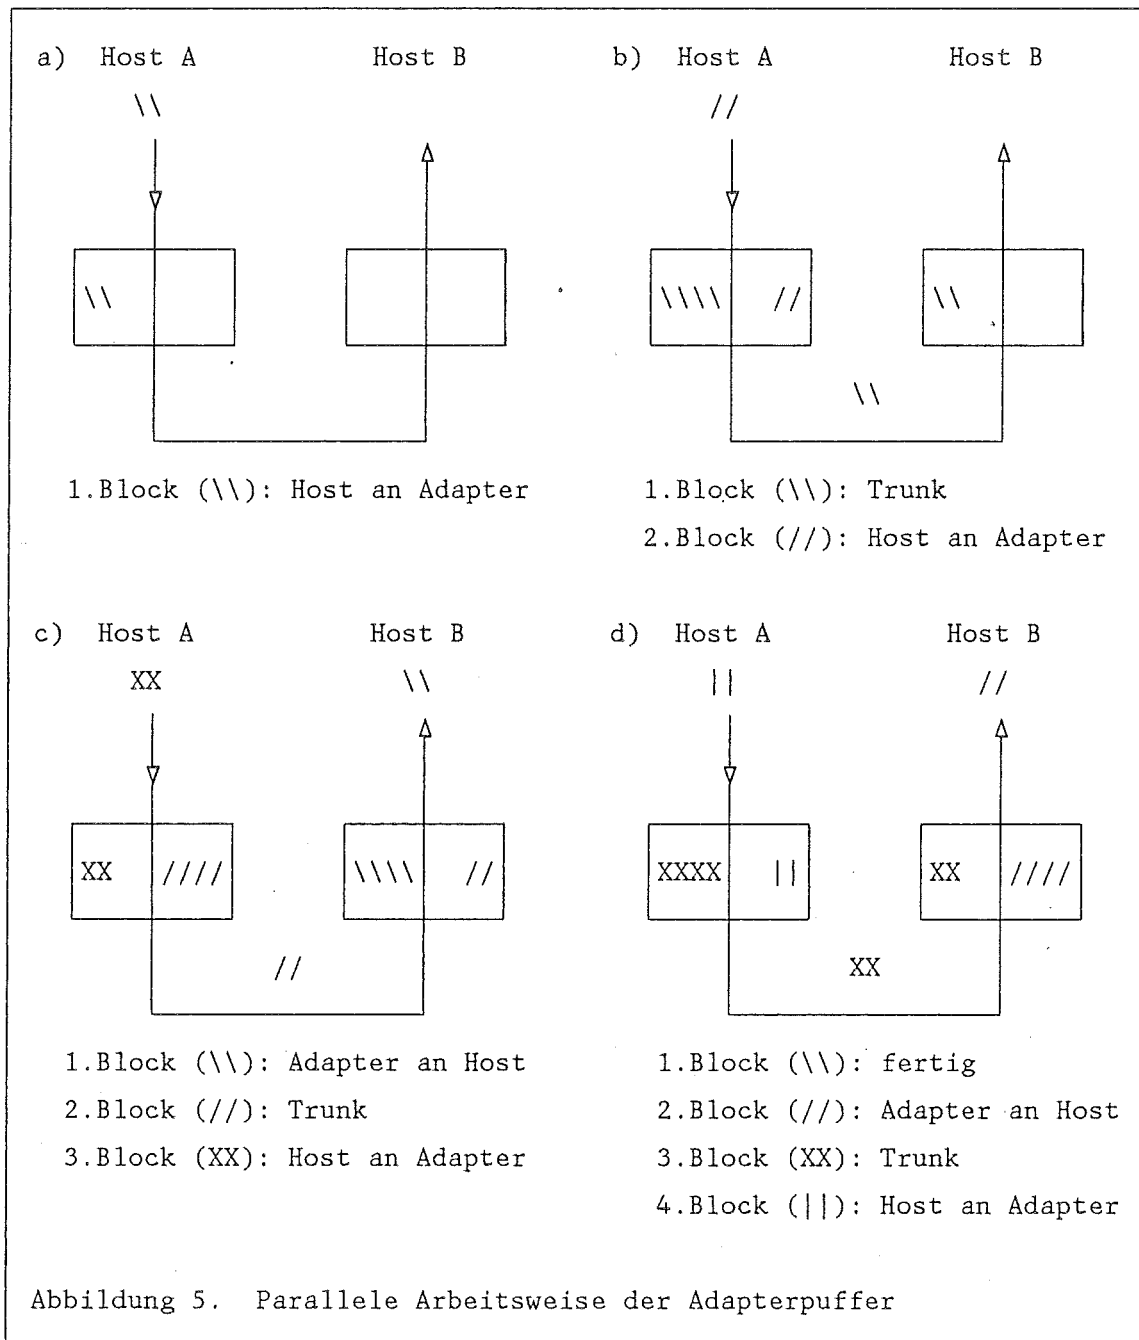 a) Host A Host B
\\
\\
1.Block (\\): Host an Adapter
b) Host A Host B
//
\\\\ // \\
\\
1.Block (\\): Trunk
2.Block (//): Host an Adapter
c) Host A Host B
XX \\
XX //// \\\\ //
//
1.Block (\\): Adapter an Host
2.Block (//): Trunk
3.Block (XX): Host an Adapter
d) Host A Host B
|| //
XXXX || XX ////
XX
1.Block (\\): fertig
2.Block (//): Adapter an Host
3.Block (XX): Trunk
4.Block (||): Host an Adapter
Abbildung 5. Parallele Arbeitsweise der Adapterpuffer